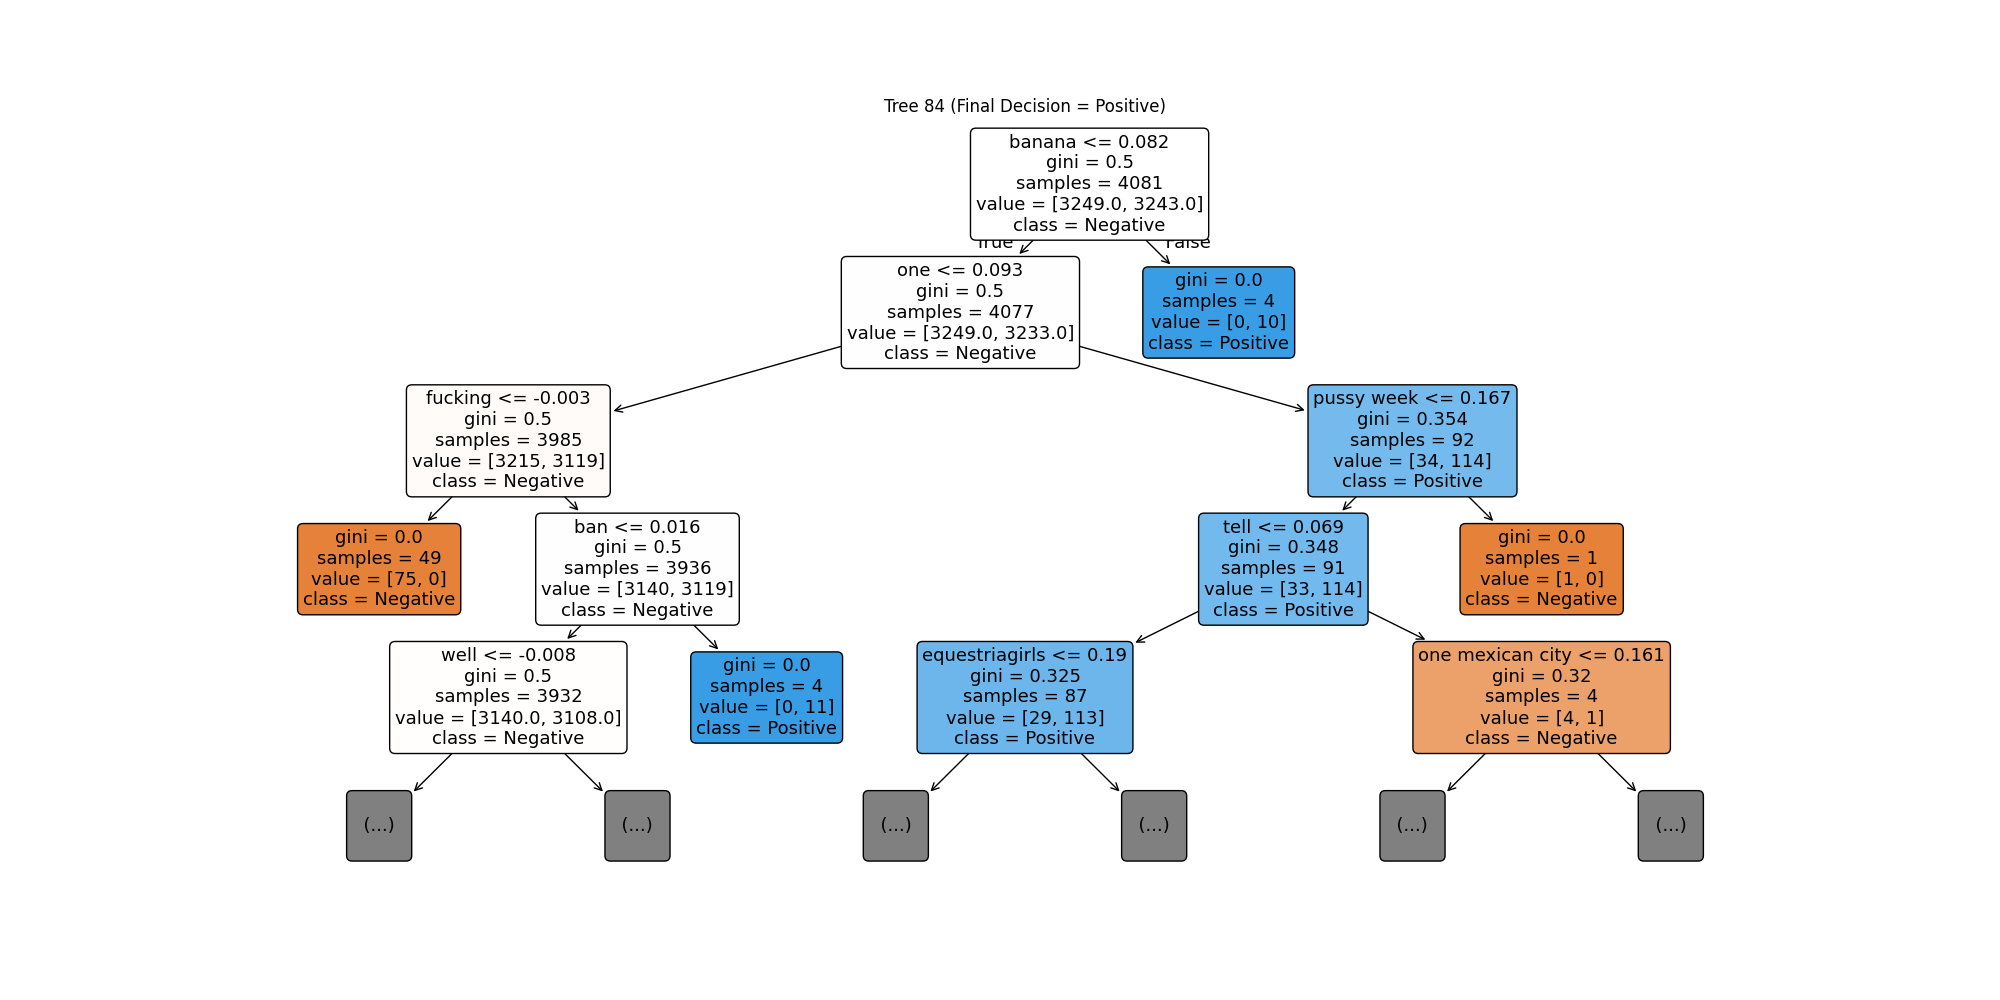 Tree 84 (Final Decision = Positive)
banana <= 0.082
gini = 0.5
samples = 4081
value = [3249.0, 3243.0]
class = Negative
True
False
one <= 0.093
gini = 0.5
samples = 4077
value = [3249.0, 3233.0]
class = Negative
gini = 0.0
samples = 4
value = [0, 10]
class = Positive
fucking <= -0.003
gini = 0.5
samples = 3985
value = [3215, 3119]
class = Negative
pussy week <= 0.167
gini = 0.354
samples = 92
value = [34, 114]
class = Positive
gini = 0.0
samples = 49
value = [75, 0]
class = Negative
ban <= 0.016
gini = 0.5
samples = 3936
value = [3140, 3119]
class = Negative
tell <= 0.069
gini = 0.348
samples = 91
value = [33, 114]
class = Positive
gini = 0.0
samples = 1
value = [1, 0]
class = Negative
well <= -0.008
gini = 0.5
samples = 3932
value = [3140.0, 3108.0]
class = Negative
gini = 0.0
samples = 4
value = [0, 11]
class = Positive
equestriagirls <= 0.19
gini = 0.325
samples = 87
value = [29, 113]
class = Positive
one mexican city <= 0.161
gini = 0.32
samples = 4
value = [4, 1]
class = Negative
(...)
(...)
(...)
(...)
(...)
(...)